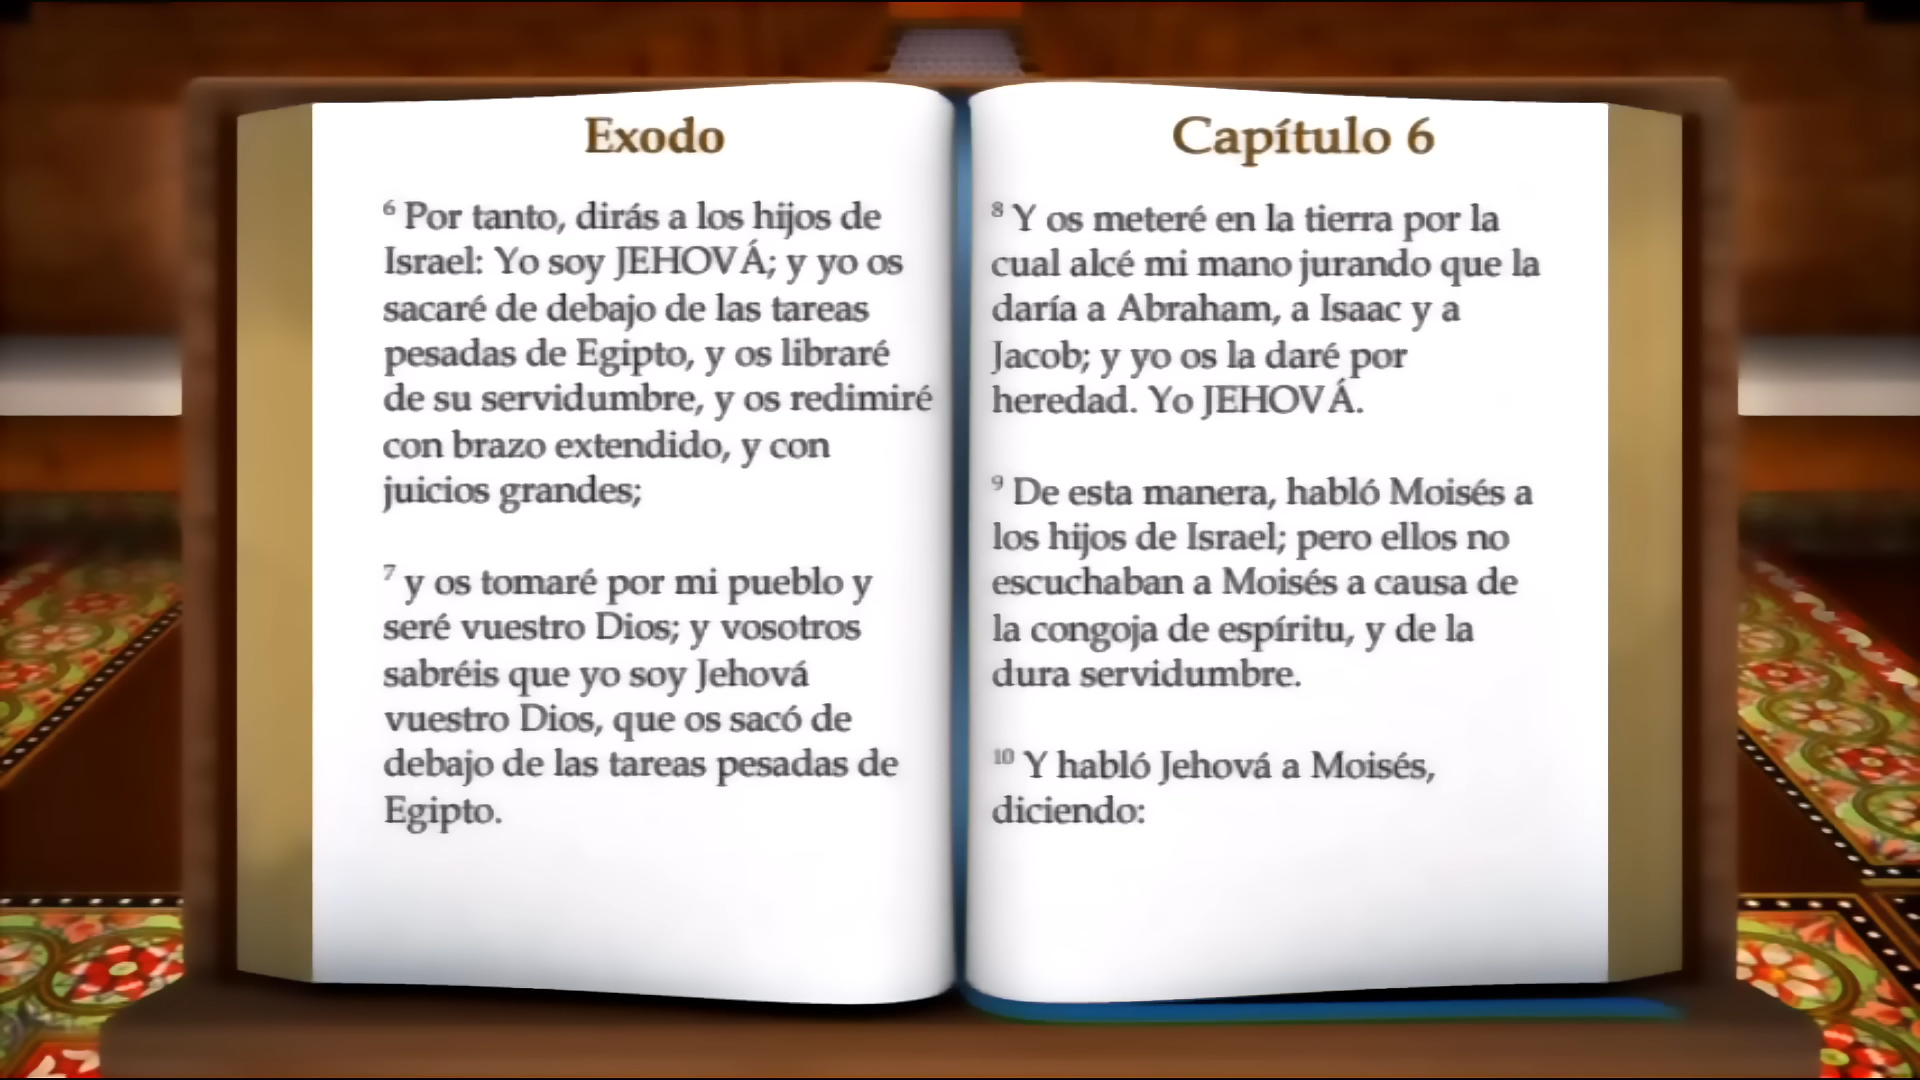 Exodo
6 Por tanto, dirás a los hijos de
Israel: Yo soy JEHOVÁ; y yo os
sacaré de debajo de las tareas
pesadas de Egipto, y os libraré
de su servidumbre, y os redimiré
con brazo extendido, y con
juicios grandes;
7 y os tomaré por mi pueblo y
seré vuestro Dios; y vosotros
sabréis que yo soy Jehová
vuestro Dios, que os sacó de
debajo de las tareas pesadas de
Egipto.
Capítulo 6
8 Y os meteré en la tierra por la
cual alcé mi mano jurando que la
daría a Abraham, a Isaac y a
Jacob; y yo os la daré por
heredad. Yo JEHOVÁ.
9 De esta manera, habló Moisés a
los hijos de Israel; pero ellos no
escuchaban a Moisés a causa de
la congoja de espíritu, y de la
dura servidumbre.
10 Y habló Jehová a Moisés,
diciendo: